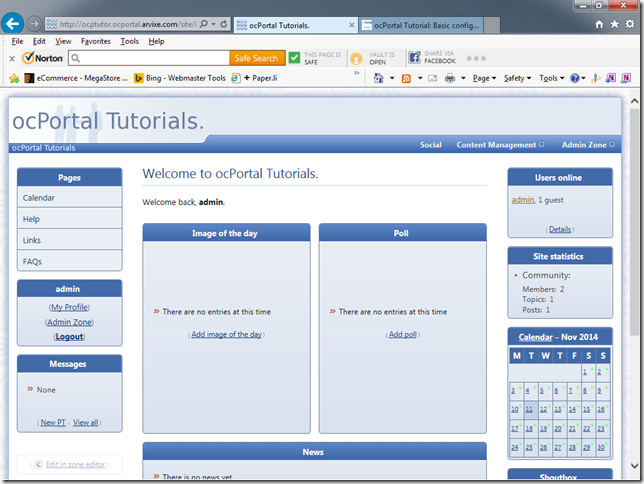 http://ocptutor.ocportal.arvixe.com/site/i
ocPortal Tutorials.
ocPortal Tutorial: Basic config...
File Edit View Favorites Tools Help
Norton
Safe Search
THIS PAGE IS
SAFE
VAULT IS
OPEN
SHARE VIA
FACEBOOK
eCommerce - MegaStore ...
Bing - Webmaster Tools
+ Paper.li
Page Safety Tools
ocPortal Tutorials.
ocPortal Tutorials
Social Content Management Admin Zone
Pages
Calendar
Help
Links
FAQs
admin
(My Profile)
(Admin Zone)
(Logout)
Messages
» None
(New PT - View all)
Edit in zone editor
Welcome to ocPortal Tutorials.
Welcome back, admin.
Image of the day
» There are no entries at this time
(Add image of the day)
Poll
» There are no entries at this time
(Add poll)
News
» There is no news yet
Users online
admin, 1 guest
(Details)
Site statistics
• Community:
Members: 2
Topics: 1
Posts: 1
Calendar – Nov 2014
M T W T F S S
1 2
3 4 5 6 7 8 9
10 11 12 13 14 15 16
17 18 19 20 21 22 23
24 25 26 27 28 29 30
Shoutbox